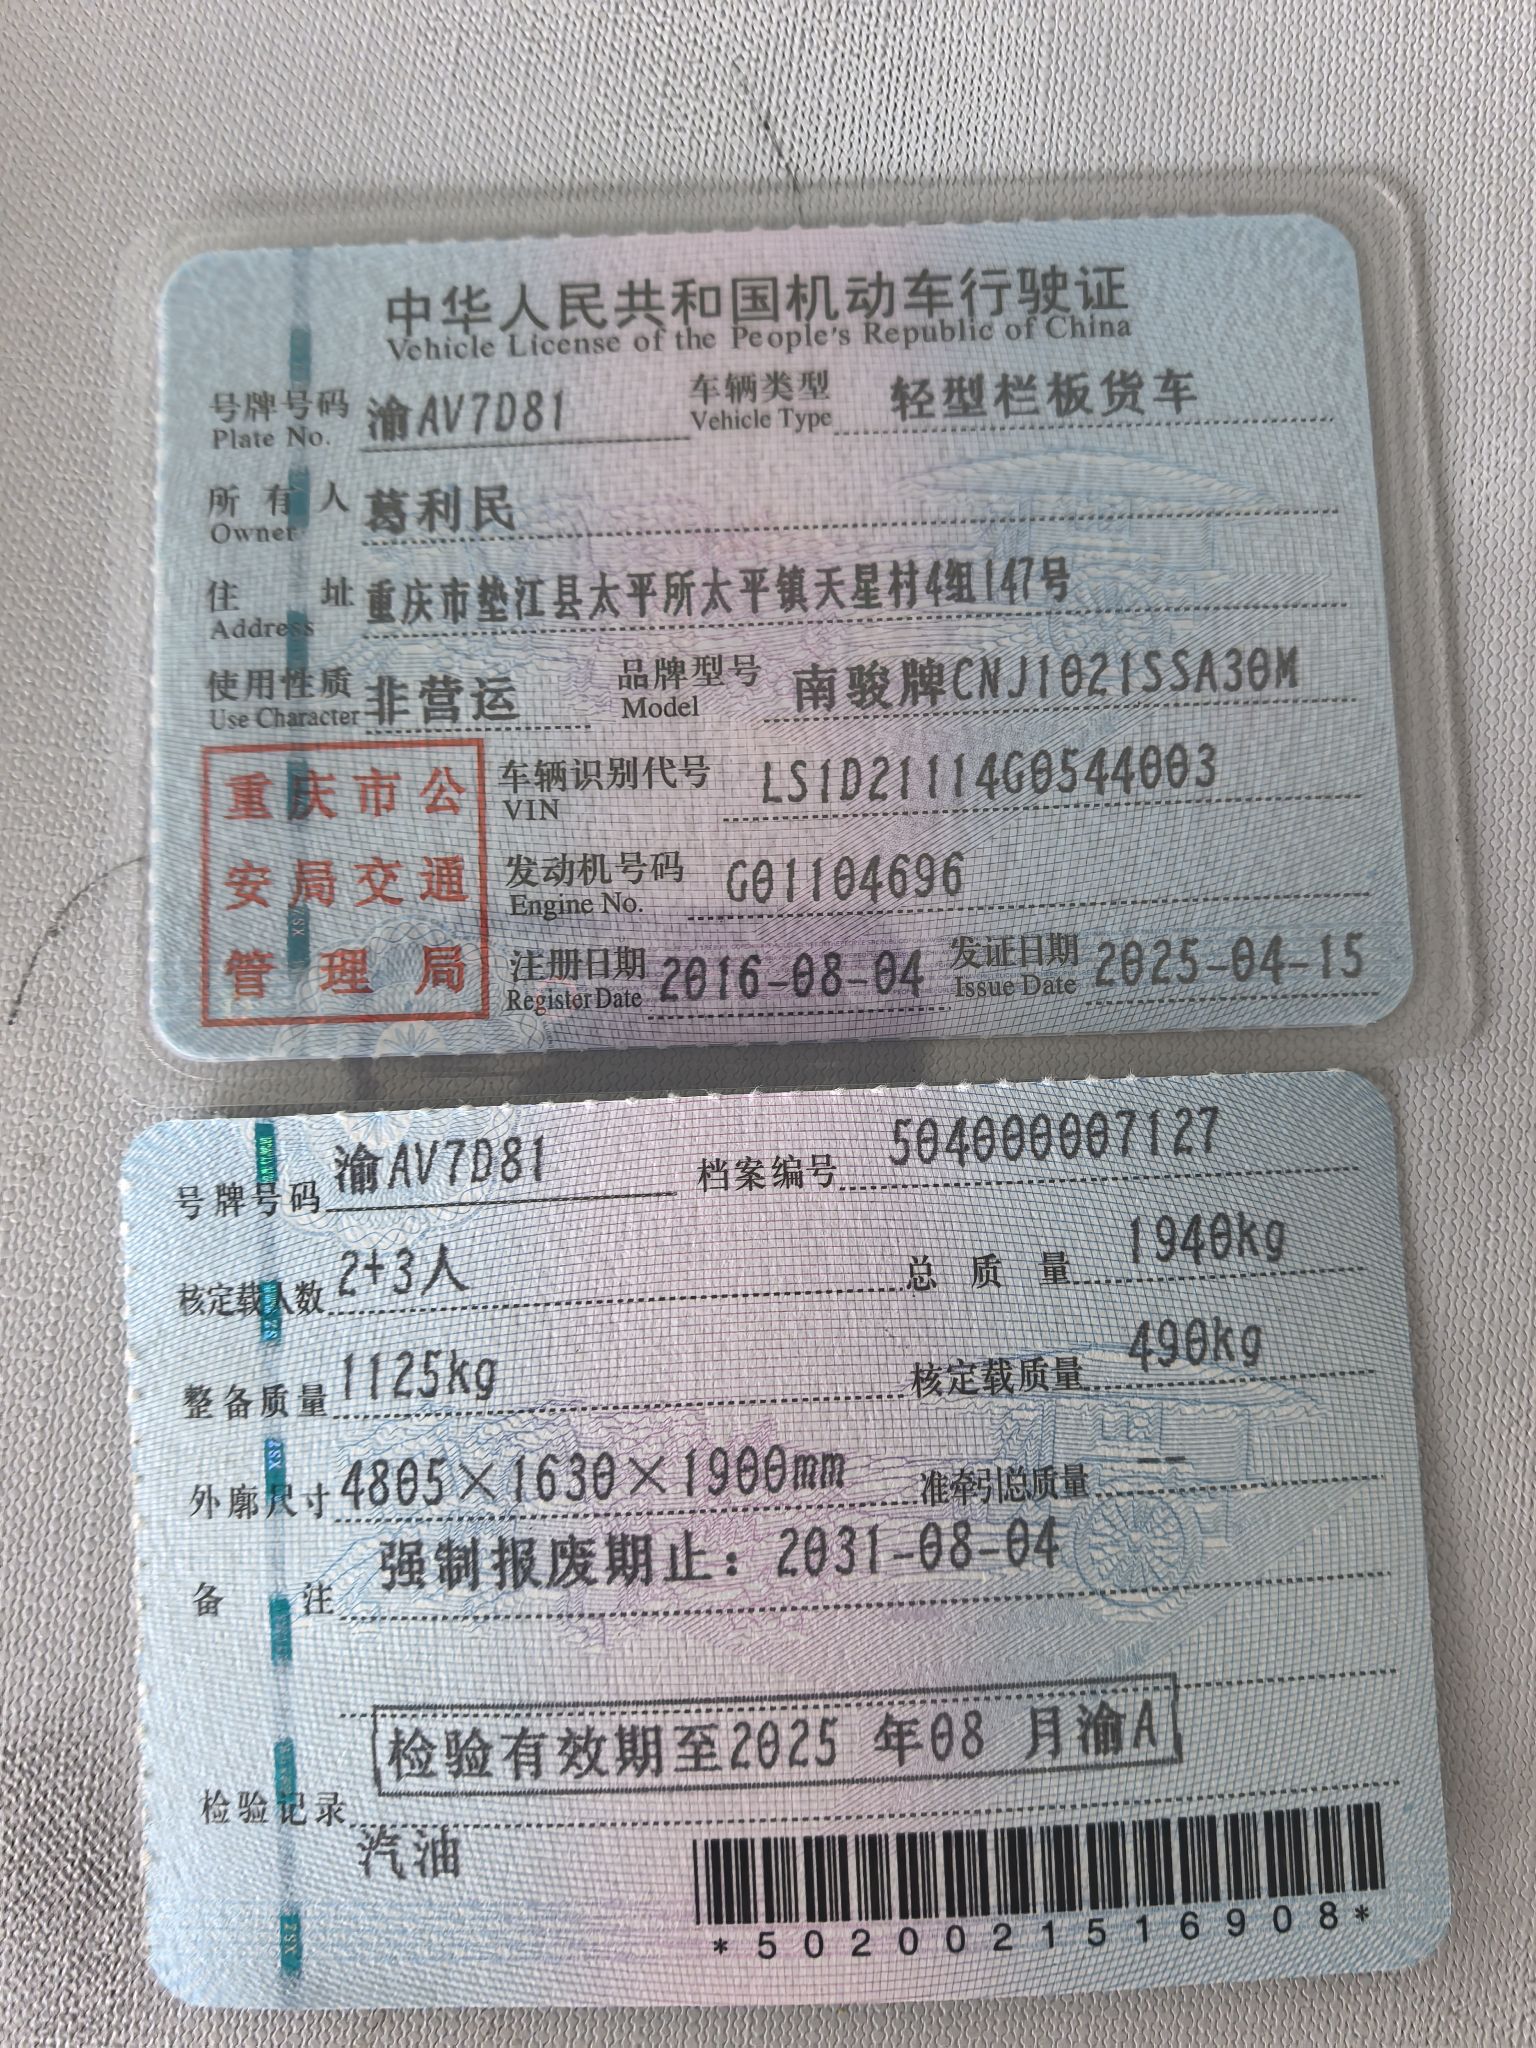 中华人民共和国机动车行驶证
Vehicle License of the People's Republic of China
号牌号码 渝AV7D81 车辆类型 轻型栏板货车
Plate No. Vehicle Type
所有人 葛利民
Owner
住址 重庆市垫江县太平所太平镇天星村4组147号
Address
使用性质 非营运 品牌型号 南骏牌CNJ1021SSA30M
Use Character Model
重庆市公
安局交通
管理局
车辆识别代号 LS1D21114G0544003
VIN
发动机号码 G01104696
Engine No.
注册日期 2016-08-04 发证日期 2025-04-15
Register Date Issue Date
号牌号码 渝AV7D81 档案编号 504000007127
核定载人数 2+3人 总质量 1940kg
整备质量 1125kg 核定载质量 490kg
外廓尺寸 4805×1630×1900mm 准牵引总质量 --
备注 强制报废期止：2031-08-04
检验有效期至2025年08月渝A
检验记录
汽油
*5020021516908*